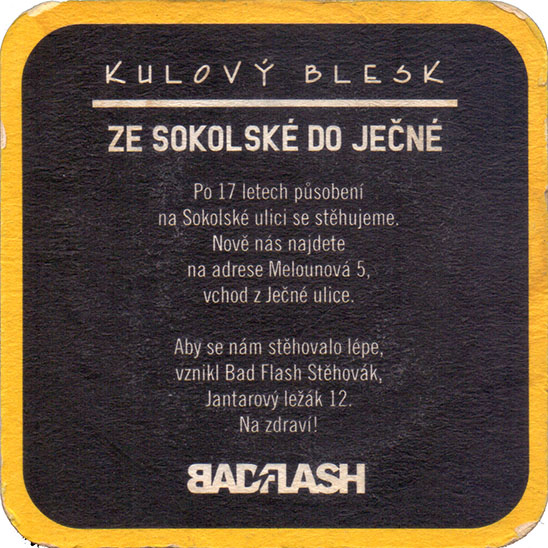 KULOVÝ BLESK
ZE SOKOLSKÉ DO JEČNÉ
Po 17 letech působení
na Sokolské ulici se stěhujeme.
Nově nás najdete
na adrese Melounová 5,
vchod z Ječné ulice.
Aby se nám stěhovalo lépe,
vznikl Bad Flash Stěhovák,
Jantarový ležák 12.
Na zdraví!
BADFLASH